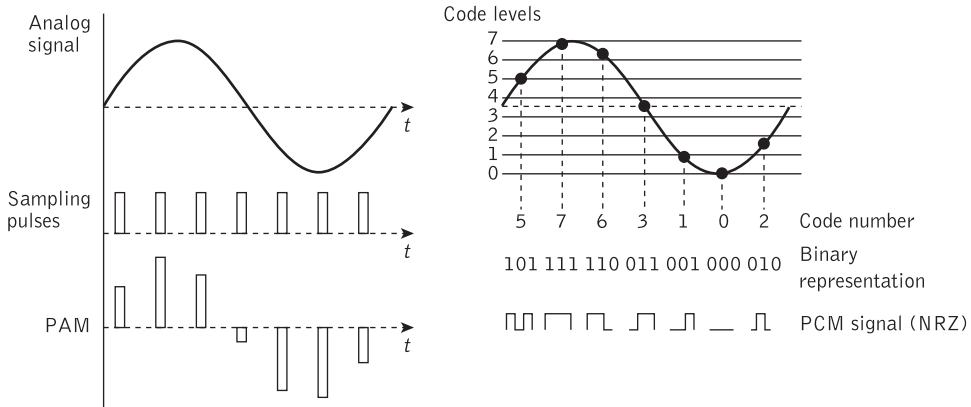 Analog
signal
t
Sampling
pulses
t
PAM
t
Code levels
7
6
5
4
3
2
1
0
5 7 6 3 1 0 2 Code number
101 111 110 011 001 000 010 Binary
representation
PCM signal (NRZ)